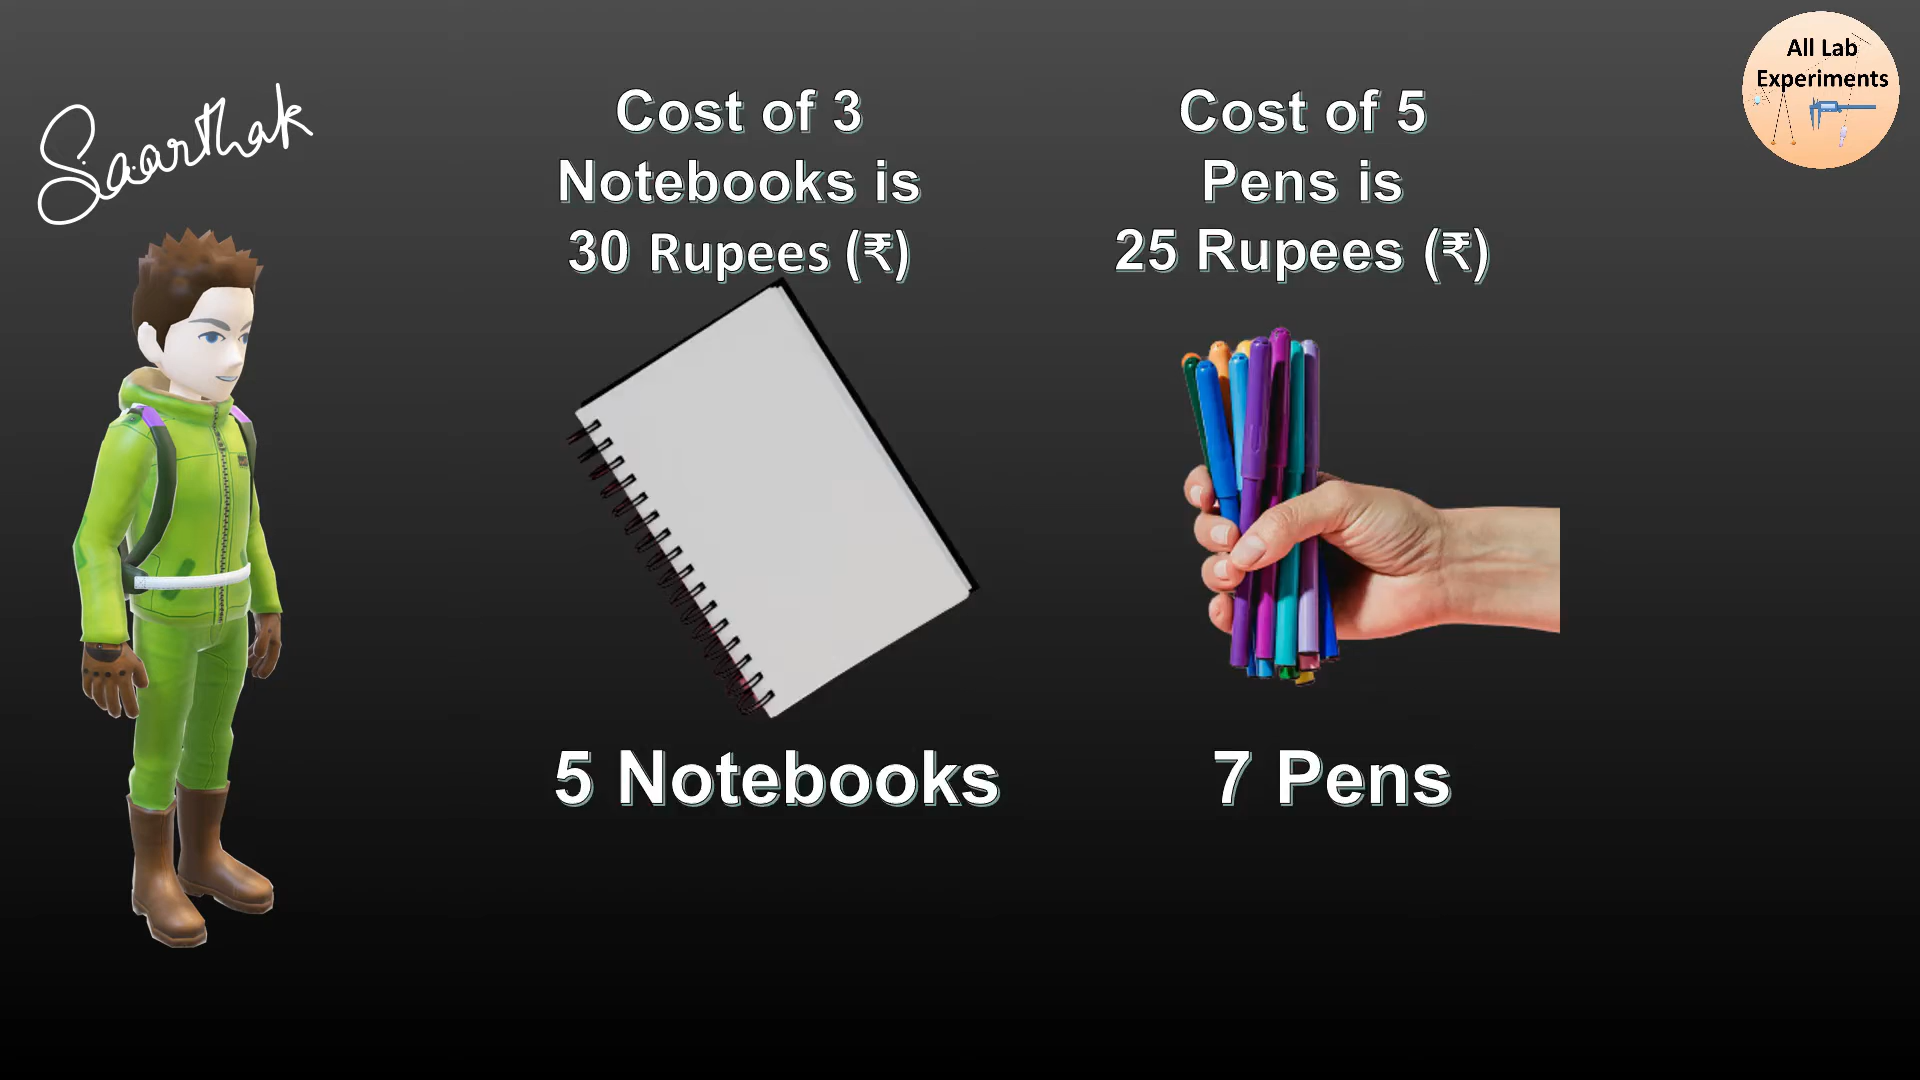 Saarthak
Cost of 3
Notebooks is
30 Rupees (₹)
Cost of 5
Pens is
25 Rupees (₹)
All Lab
Experiments
5 Notebooks
7 Pens